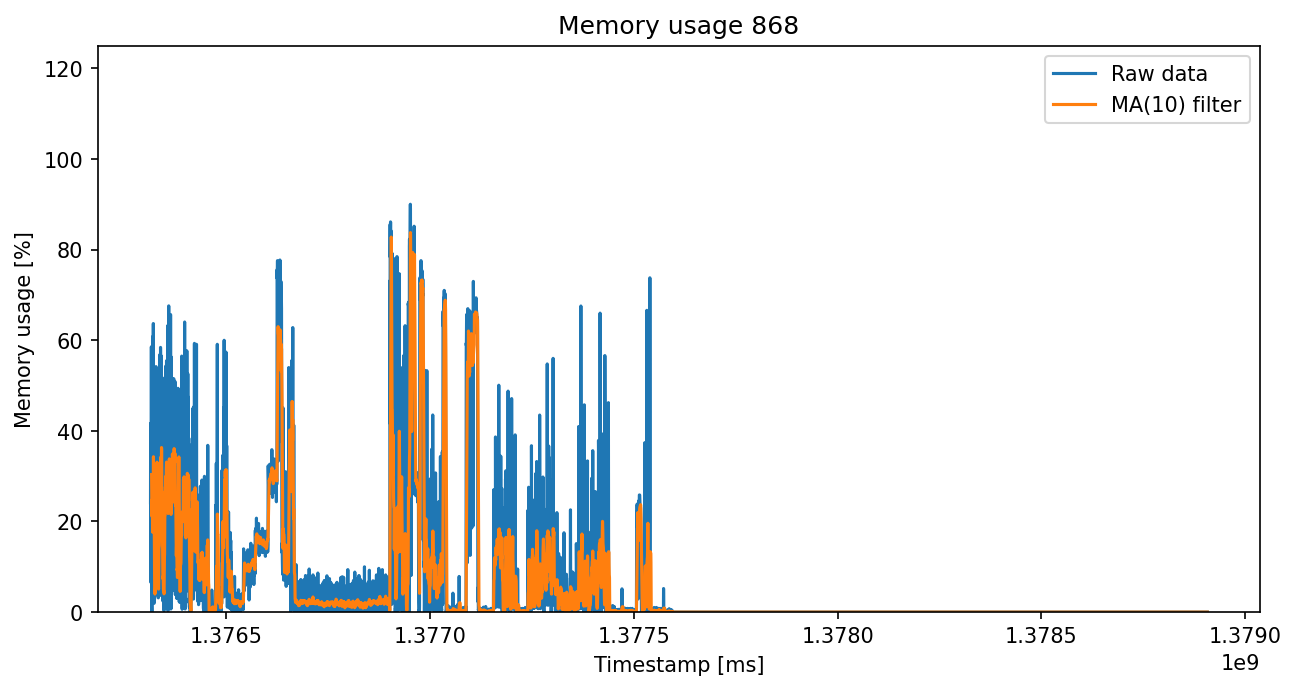 Memory usage 868
Raw data
MA(10) filter
Memory usage [%]
120
100
80
60
40
20
0
1.3765 1.3770 1.3775 1.3780 1.3785 1.3790
1e9
Timestamp [ms]